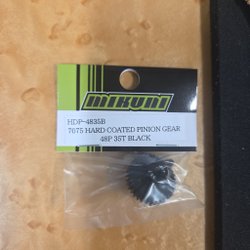 MIKUNI
HDP-4835B
7075 HARD COATED PINION GEAR
48P 35T BLACK